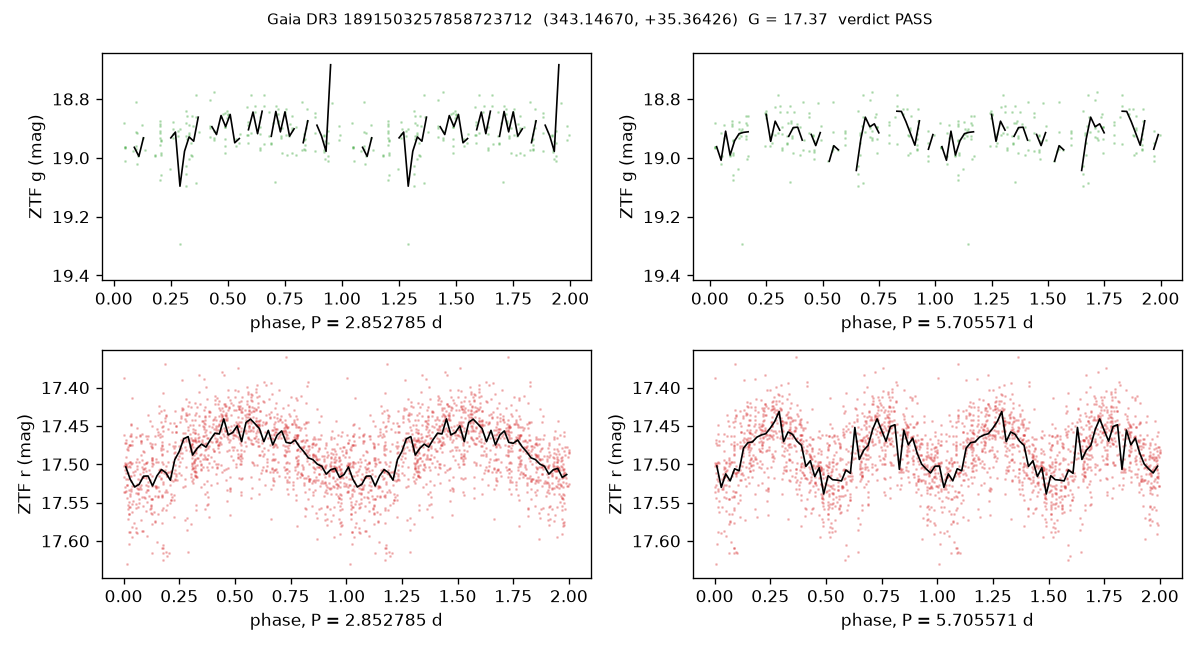 Gaia DR3 1891503257858723712  (343.14670, +35.36426)  G = 17.37  verdict PASS
ZTF g (mag)
18.8
19.0
19.2
19.4
0.00 0.25 0.50 0.75 1.00 1.25 1.50 1.75 2.00
phase, P = 2.852785 d
ZTF g (mag)
18.8
19.0
19.2
19.4
0.00 0.25 0.50 0.75 1.00 1.25 1.50 1.75 2.00
phase, P = 5.705571 d
ZTF r (mag)
17.40
17.45
17.50
17.55
17.60
0.00 0.25 0.50 0.75 1.00 1.25 1.50 1.75 2.00
phase, P = 2.852785 d
ZTF r (mag)
17.40
17.45
17.50
17.55
17.60
0.00 0.25 0.50 0.75 1.00 1.25 1.50 1.75 2.00
phase, P = 5.705571 d